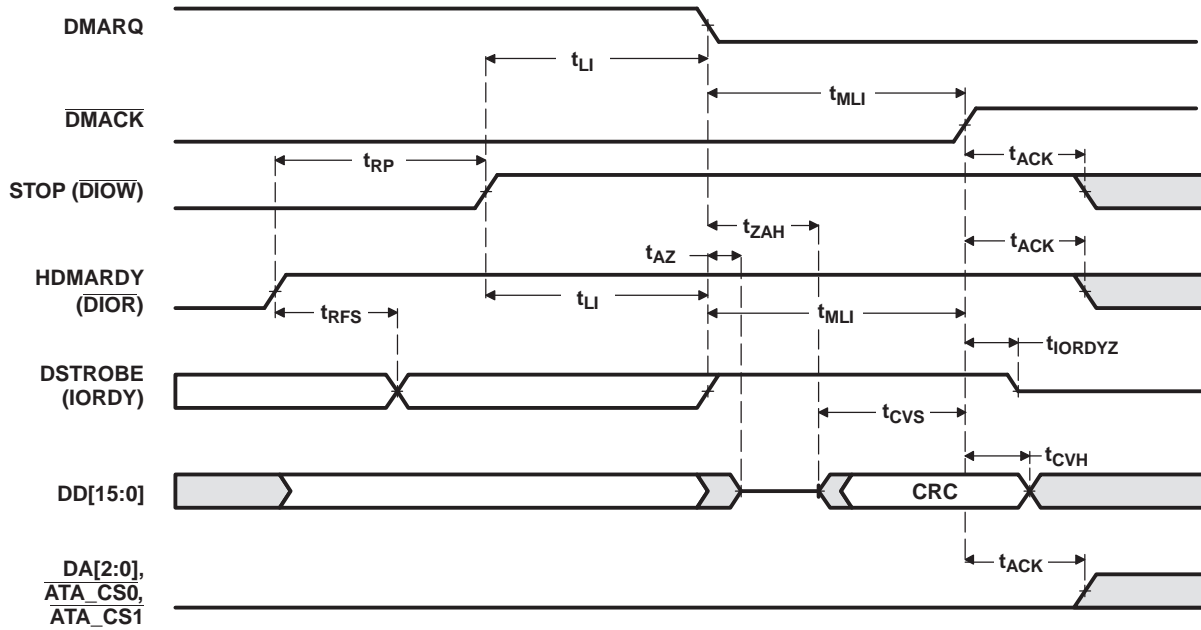 DMARQ
tLI
tMLI
DMACK
tRP
tACK
STOP (DIOW)
tZAH
tACK
tAZ
HDMARDY
(DIOR)
tLI
tMLI
tRFS
tIORDYZ
DSTROBE
(IORDY)
tCVS
tCVH
DD[15:0]
CRC
DA[2:0],
ATA_CS0,
ATA_CS1
tACK